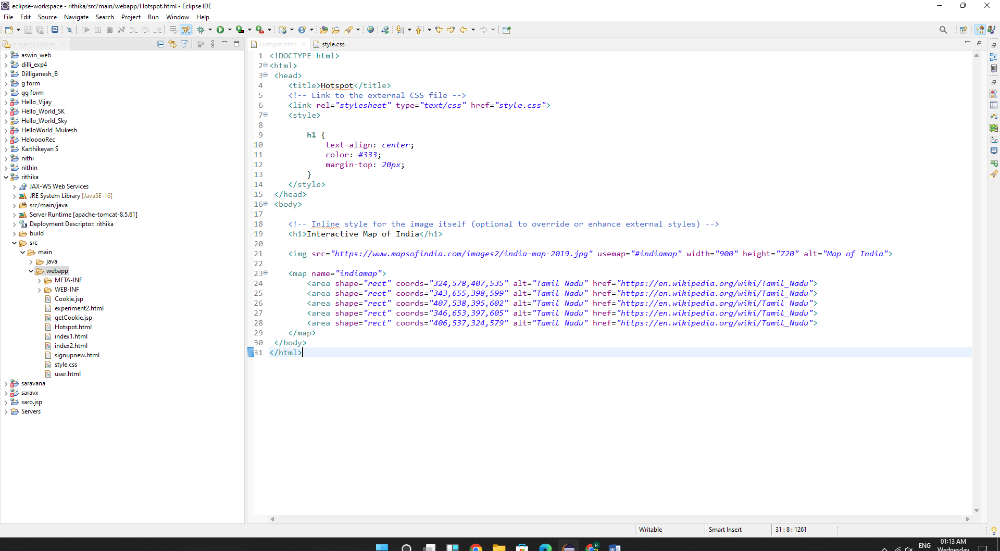 eclipse-workspace - rithika/src/main/webapp/Hotspot.html - Eclipse IDE
File Edit Source Navigate Search Project Run Window Help
Project Explorer
Hotspot.html style.css
aswin_web
dilli_exp4
Dilliganesh_B
g form
gg form
Hello_Vijay
Hello_World_SK
Hello_World_Sky
HelloWorld_Mukesh
HelooooRec
Karthikeyan S
nithi
nithin
rithika
JAX-WS Web Services
JRE System Library [JavaSE-16]
src/main/java
Server Runtime [apache-tomcat-8.5.61]
Deployment Descriptor: rithika
build
src
main
java
webapp
META-INF
WEB-INF
Cookie.jsp
experiment2.html
getCookie.jsp
Hotspot.html
index1.html
index2.html
signupnew.html
style.css
user.html
saravana
saravx
saro.jsp
Servers
1 <!DOCTYPE html>
2 <html>
3 <head>
4 <title>Hotspot</title>
5 <!-- Link to the external CSS file -->
6 <link rel="stylesheet" type="text/css" href="style.css">
7 <style>
8
9 h1 {
10 text-align: center;
11 color: #333;
12 margin-top: 20px;
13 }
14 </style>
15 </head>
16 <body>
17
18 <!-- Inline style for the image itself (optional to override or enhance external styles) -->
19 <h1>Interactive Map of India</h1>
20
21 <img src="https://www.mapsofindia.com/images2/india-map-2019.jpg" usemap="#indiamap" width="900" height="720" alt="Map of India">
22
23 <map name="indiamap">
24 <area shape="rect" coords="324,578,407,535" alt="Tamil Nadu" href="https://en.wikipedia.org/wiki/Tamil_Nadu">
25 <area shape="rect" coords="343,655,398,599" alt="Tamil Nadu" href="https://en.wikipedia.org/wiki/Tamil_Nadu">
26 <area shape="rect" coords="407,538,395,602" alt="Tamil Nadu" href="https://en.wikipedia.org/wiki/Tamil_Nadu">
27 <area shape="rect" coords="346,653,397,605" alt="Tamil Nadu" href="https://en.wikipedia.org/wiki/Tamil_Nadu">
28 <area shape="rect" coords="406,537,324,579" alt="Tamil Nadu" href="https://en.wikipedia.org/wiki/Tamil_Nadu">
29 </map>
30 </body>
31 </html>
Writable Smart Insert 31 : 8 : 1261
ENG 01:13 AM
Wednesday